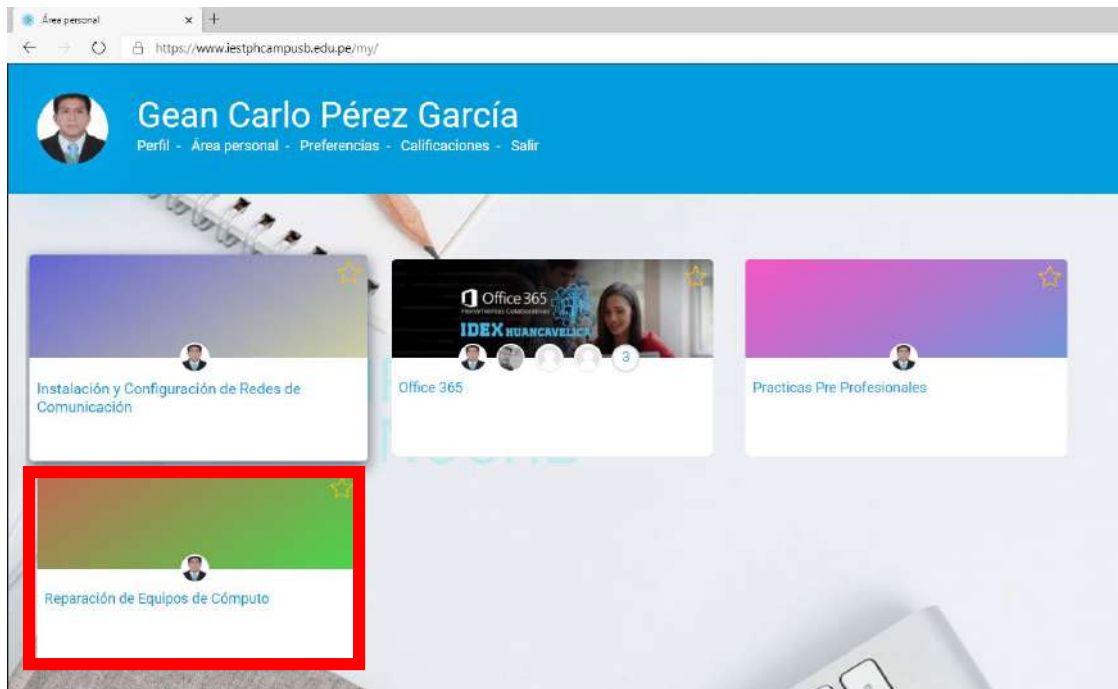 Área personal
https://www.iestphcampusb.edu.pe/my/
Gean Carlo Pérez García
Perfil - Área personal - Preferencias - Calificaciones - Salir
Office 365
IDEX HUANCAVELICA
3
Instalación y Configuración de Redes de
Comunicación
Office 365
Practicas Pre Profesionales
Reparación de Equipos de Cómputo